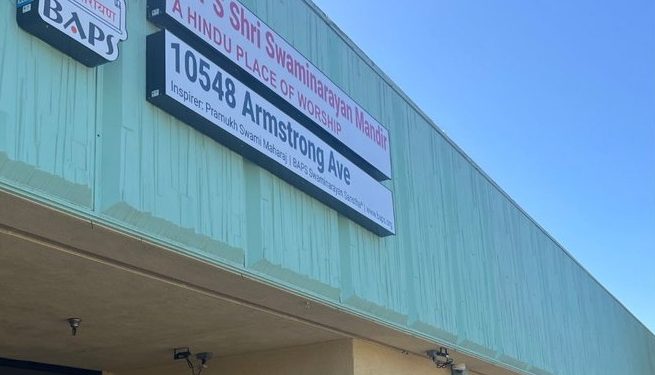 रायण
BAPS
S Shri Swaminarayan Mandir
A HINDU PLACE OF WORSHIP
10548 Armstrong Ave
Inspirer: Pramukh Swami Maharaj | BAPS Swaminarayan Sanstha | www.baps.org